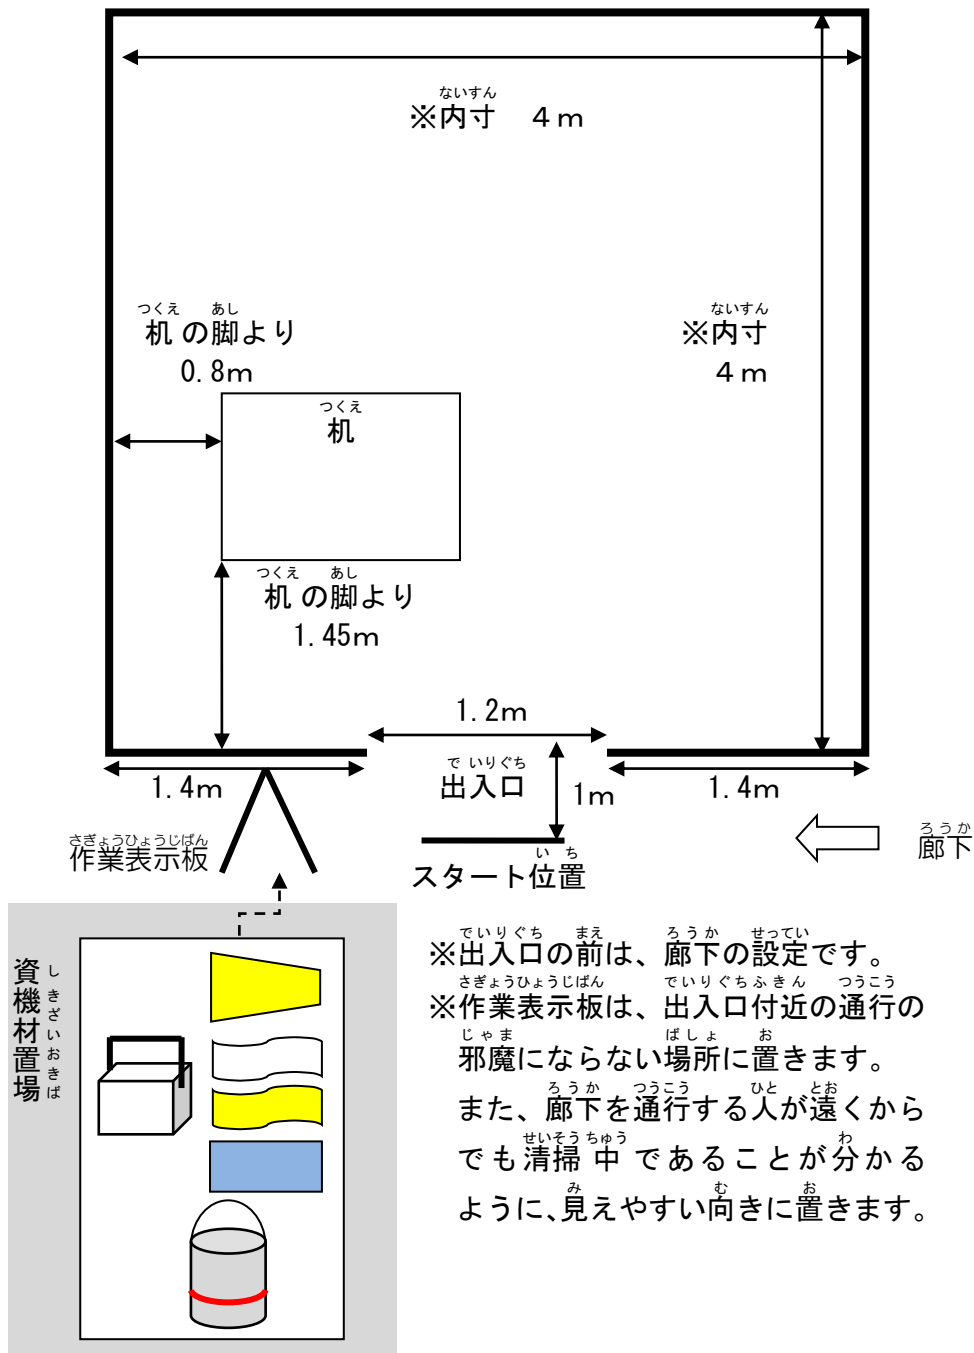 ※内寸　４ｍ
ないすん
机の脚より
つくえ　あし
0.8m
※内寸
ないすん
４ｍ
机
つくえ
机の脚より
つくえ　あし
1.45m
1.2m
1.4m
出入口
でいりぐち
1m
1.4m
作業表示板
さぎょうひょうじばん
スタート位置
いち
廊下
ろうか
資機材置場
しきざいおきば
※出入口の前は、廊下の設定です。
でいりぐち　まえ　ろうか　せってい
※作業表示板は、出入口付近の通行の
さぎょうひょうじばん　でいりぐちふきん　つうこう
邪魔にならない場所に置きます。
じゃま　ばしょ　お
また、廊下を通行する人が遠くから
ろうか　つうこう　ひと　とお
でも清掃中であることが分かる
せいそうちゅう　わ
ように、見えやすい向きに置きます。
み　む　お